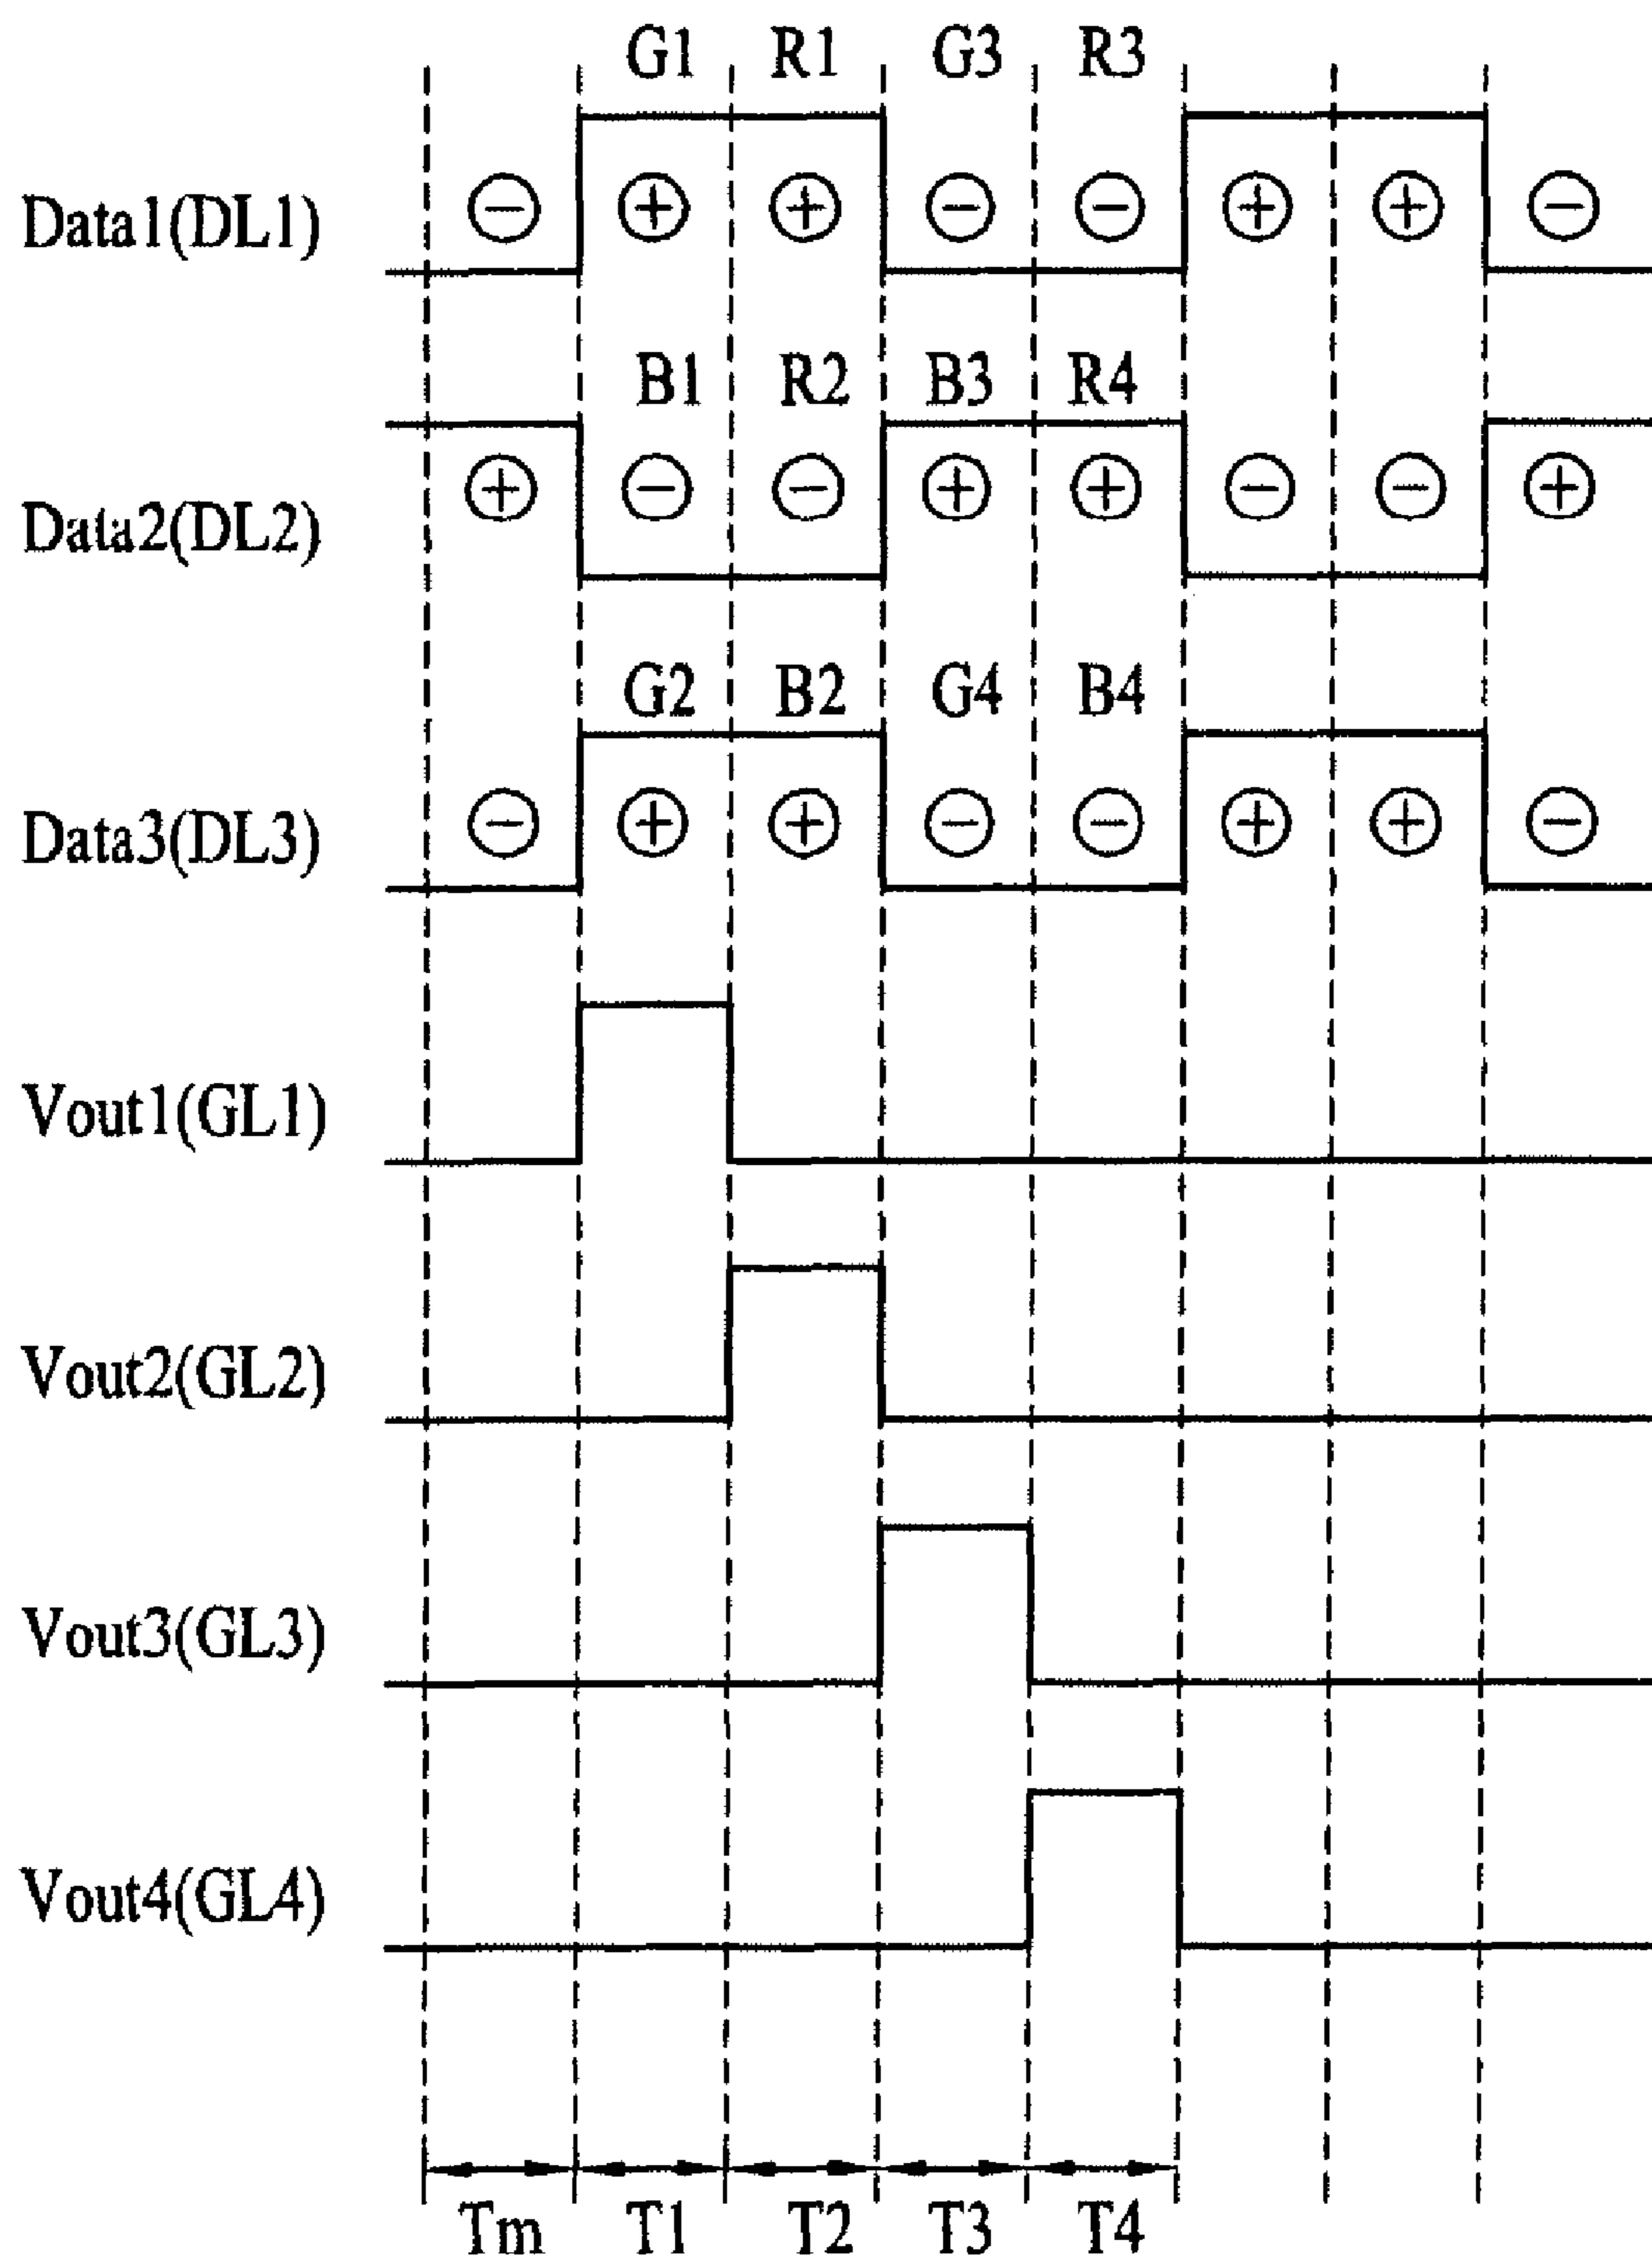 G1 R1 G3 R3
Data1(DL1) ⊖ ⊕ ⊕ ⊖ ⊖ ⊕ ⊕ ⊖
B1 R2 B3 R4
Data2(DL2) ⊕ ⊖ ⊖ ⊕ ⊕ ⊖ ⊖ ⊕
G2 B2 G4 B4
Data3(DL3) ⊖ ⊕ ⊕ ⊖ ⊖ ⊕ ⊕ ⊖
Vout1(GL1)
Vout2(GL2)
Vout3(GL3)
Vout4(GL4)
Tm T1 T2 T3 T4